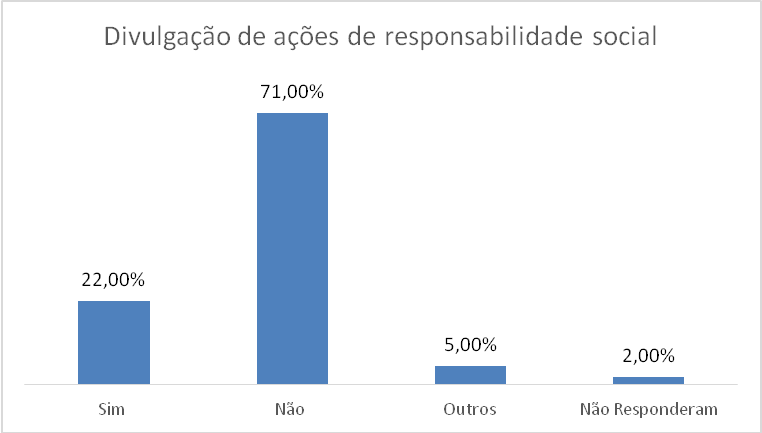 Divulgação de ações de responsabilidade social
71,00%
22,00%
5,00%
2,00%
Sim
Não
Outros
Não Responderam